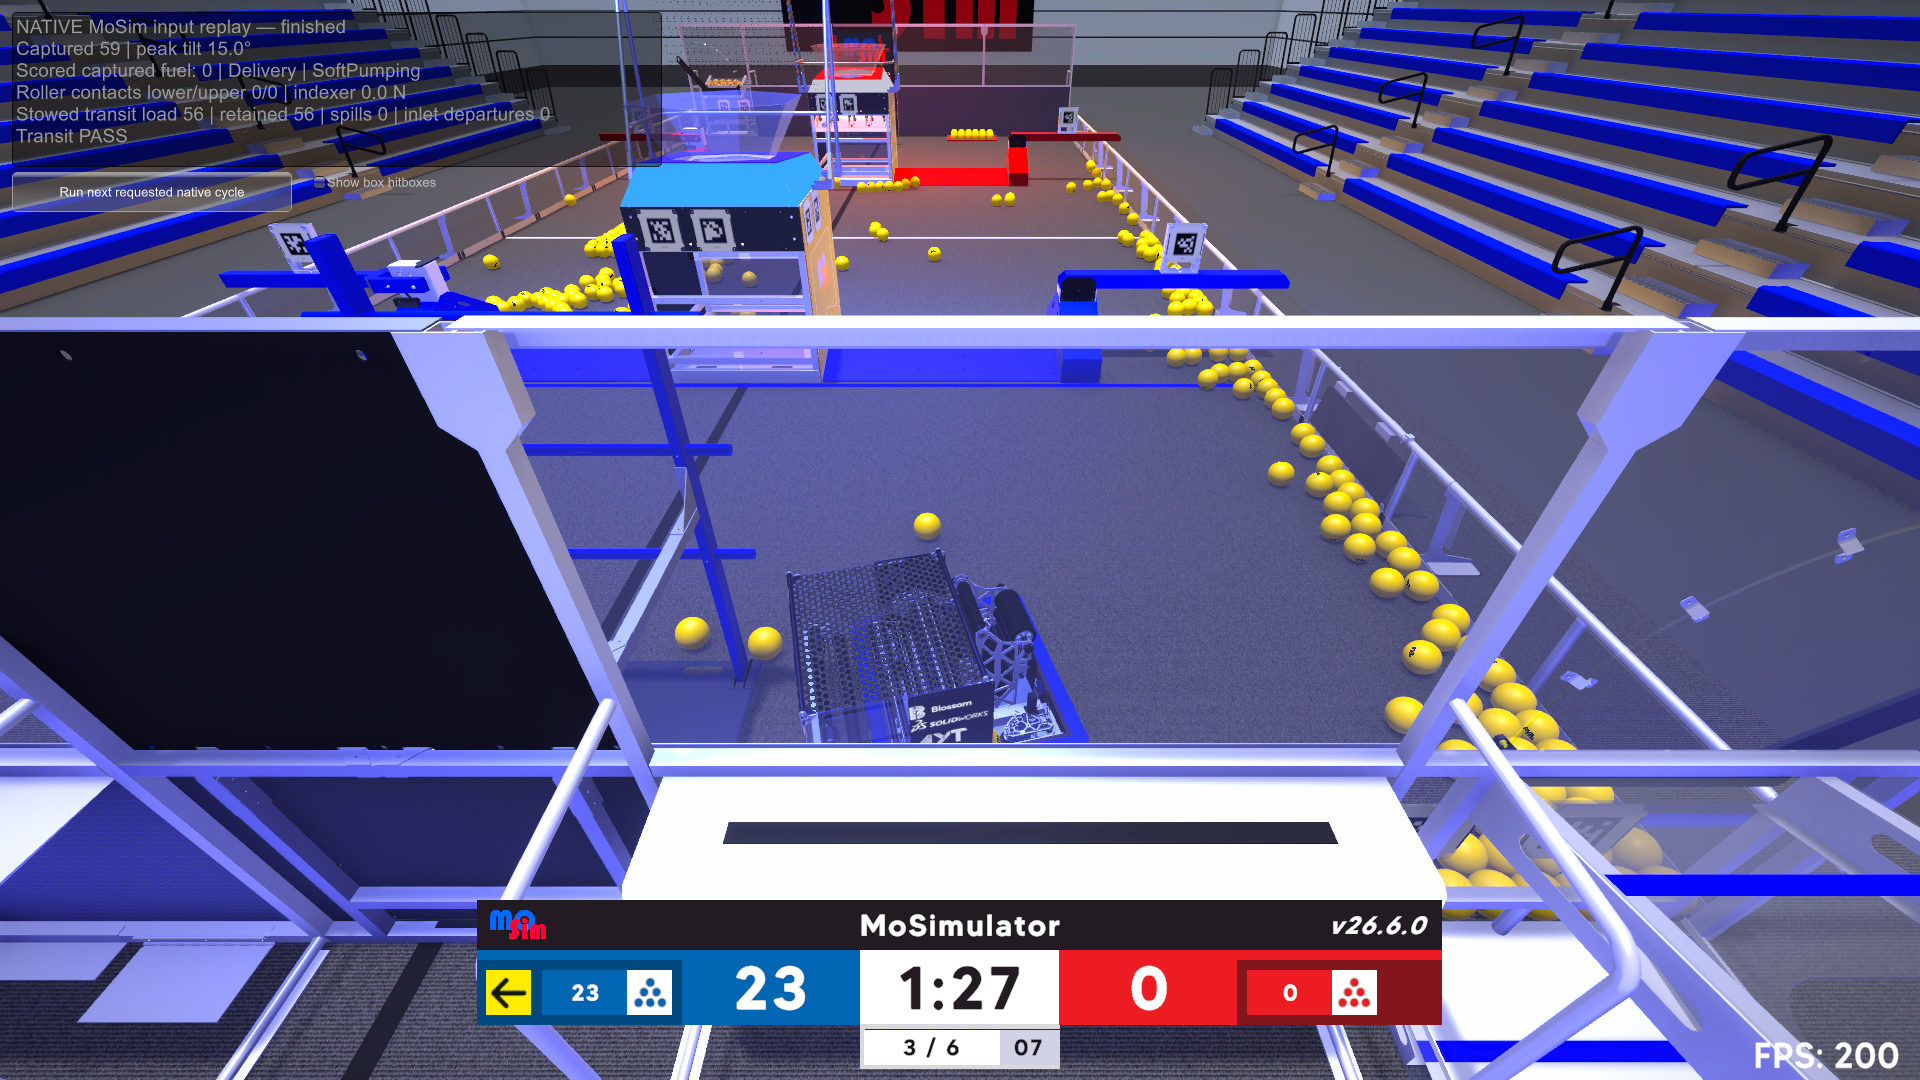 NATIVE MoSim input replay — finished
Captured 59 | peak tilt 15.0°
Scored captured fuel: 0 | Delivery | SoftPumping
Roller contacts lower/upper 0/0 | indexer 0.0 N
Stowed transit load 56 | retained 56 | spills 0 | inlet departures 0
Transit PASS
Run next requested native cycle
Show box hitboxes
Blossom
SOLIDWORKS
mosim
MoSimulator
v26.6.0
23
23
1:27
0
0
3 / 6
07
FPS: 200